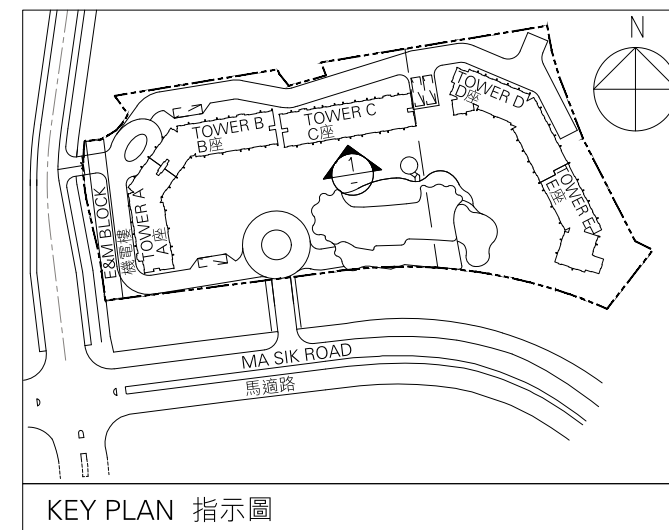 N
TOWER B
B座
TOWER C
C座
TOWER D
D座
TOWER E
E座
TOWER A
A座
E&M BLOCK
機電樓
1
MA SIK ROAD
馬適路
KEY PLAN 指示圖